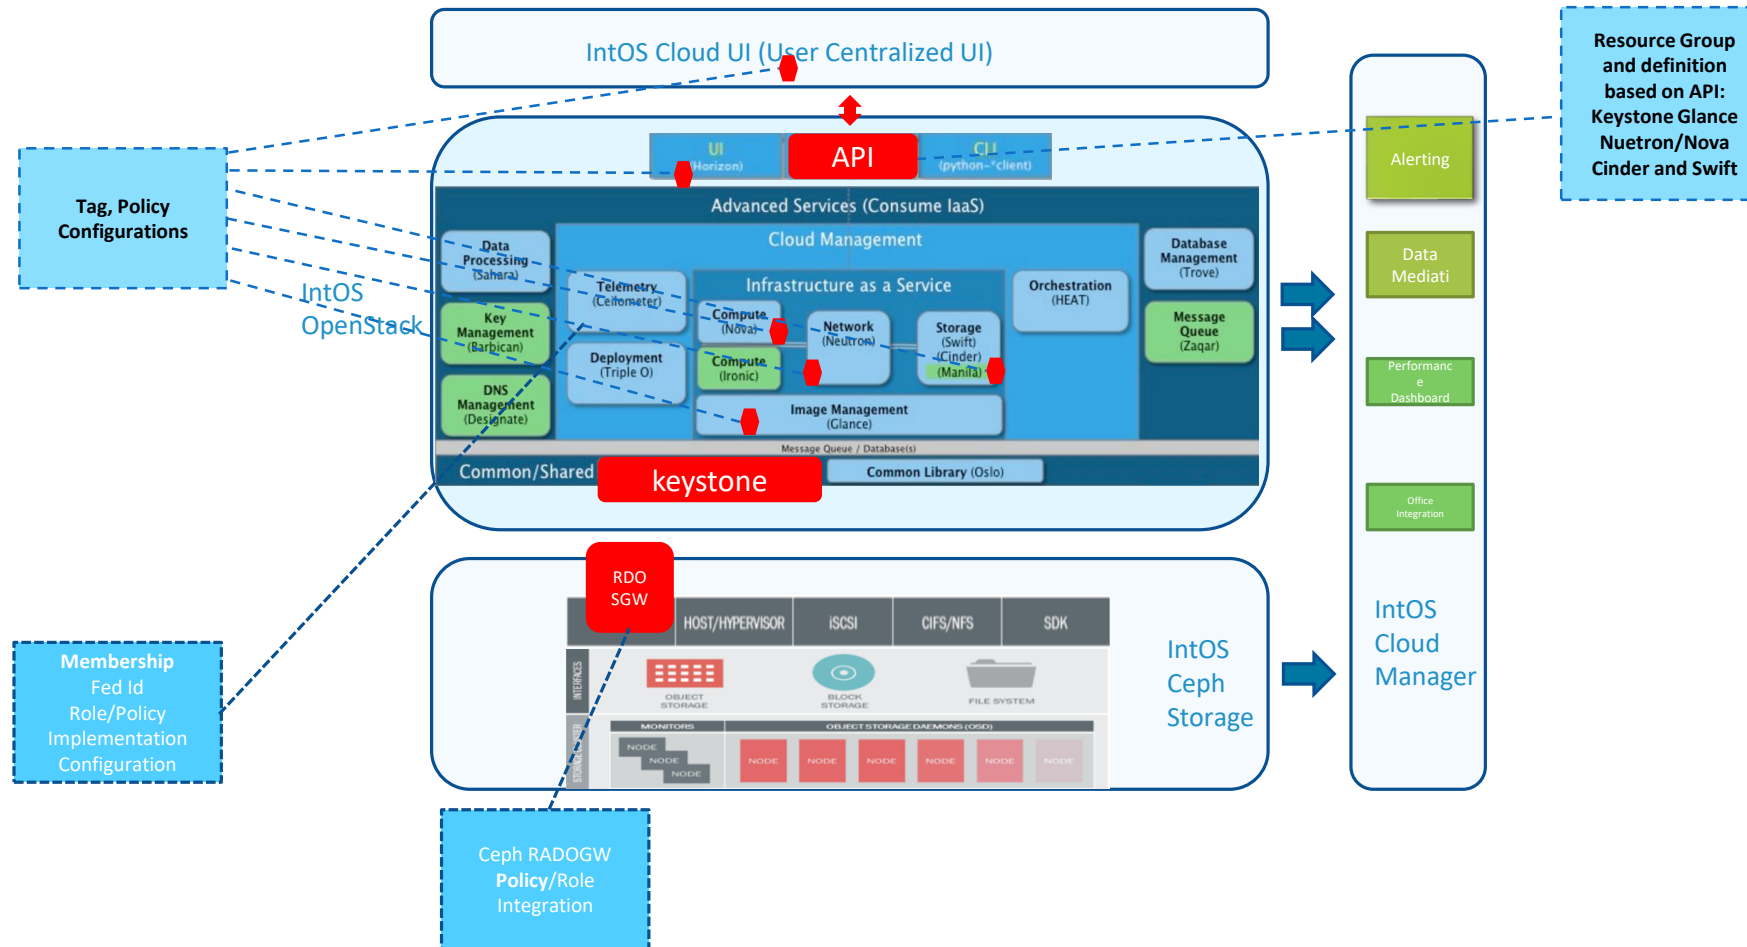 IntOS Cloud UI (User Centralized UI)
Resource Group
and definition
based on API:
Keystone Glance
Nuetron/Nova
Cinder and Swift
Tag, Policy
Configurations
UI
(Horizon)
API
CLI
(python-*client)
Advanced Services (Consume IaaS)
Cloud Management
Infrastructure as a Service
Data
Processing
(Sahara)
Key
Management
(Barbican)
DNS
Management
(Designate)
IntOS
OpenStack
Telemetry
(Ceilometer)
Deployment
(Triple O)
Compute
(Nova)
Compute
(Ironic)
Network
(Neutron)
Storage
(Swift)
(Cinder)
(Manila)
Image Management
(Glance)
Orchestration
(HEAT)
Database
Management
(Trove)
Message
Queue
(Zaqar)
Message Queue / Database(s)
Common/Shared
keystone
Common Library (Oslo)
Alerting
Data
Mediati
Performanc
e
Dashboard
Office
Integration
IntOS
Cloud
Manager
RDO
SGW
HOST/HYPERVISOR
iSCSI
CIFS/NFS
SDK
INTERFACES
OBJECT
STORAGE
BLOCK
STORAGE
FILE SYSTEM
MONITORS
OBJECT STORAGE DAEMONS (OSD)
NODE
NODE
NODE
NODE
NODE
NODE
NODE
NODE
NODE
IntOS
Ceph
Storage
Membership
Fed Id
Role/Policy
Implementation
Configuration
Ceph RADOGW
Policy/Role
Integration